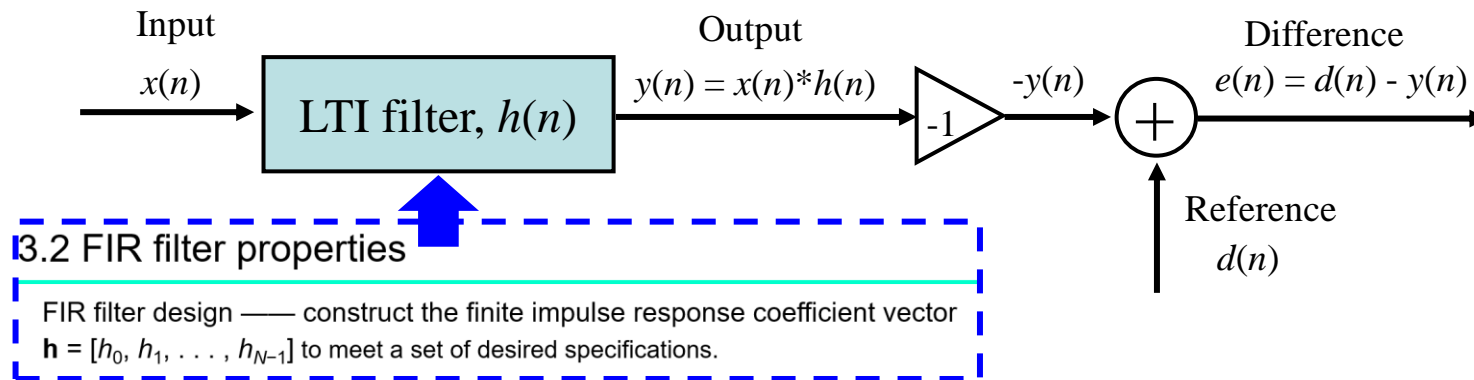 Input
x(n)
LTI filter, h(n)
Output
y(n) = x(n)*h(n)
-1
-y(n)
+
Difference
e(n) = d(n) - y(n)
Reference
d(n)
3.2 FIR filter properties
FIR filter design —— construct the finite impulse response coefficient vector
h = [h0, h1, . . . , hN−1] to meet a set of desired specifications.